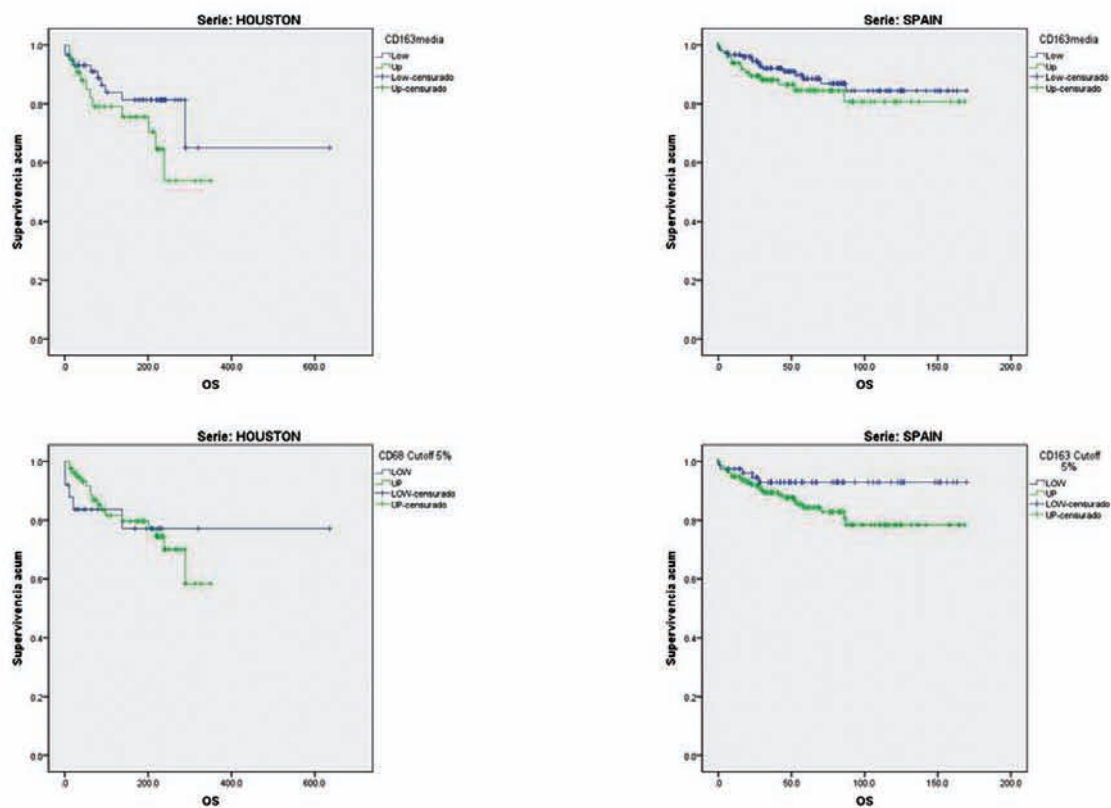 Serie: HOUSTON
CD163media
Low
Up
Low-censurado
Up-censurado
Supervivencia acum
1.0
0.8
0.6
0.4
0.2
0.0
.0 200.0 400.0 600.0
OS
Serie: SPAIN
CD163media
Low
Up
Low-censurado
Up-censurado
Supervivencia acum
1.0
0.8
0.6
0.4
0.2
0.0
.0 50.0 100.0 150.0 200.0
OS
Serie: HOUSTON
CD68 Cutoff 5%
LOW
UP
LOW-censurado
UP-censurado
Supervivencia acum
1.0
0.8
0.6
0.4
0.2
0.0
.0 200.0 400.0 600.0
OS
Serie: SPAIN
CD163 Cutoff
5%
LOW
UP
LOW-censurado
UP-censurado
Supervivencia acum
1.0
0.8
0.6
0.4
0.2
0.0
.0 50.0 100.0 150.0 200.0
OS